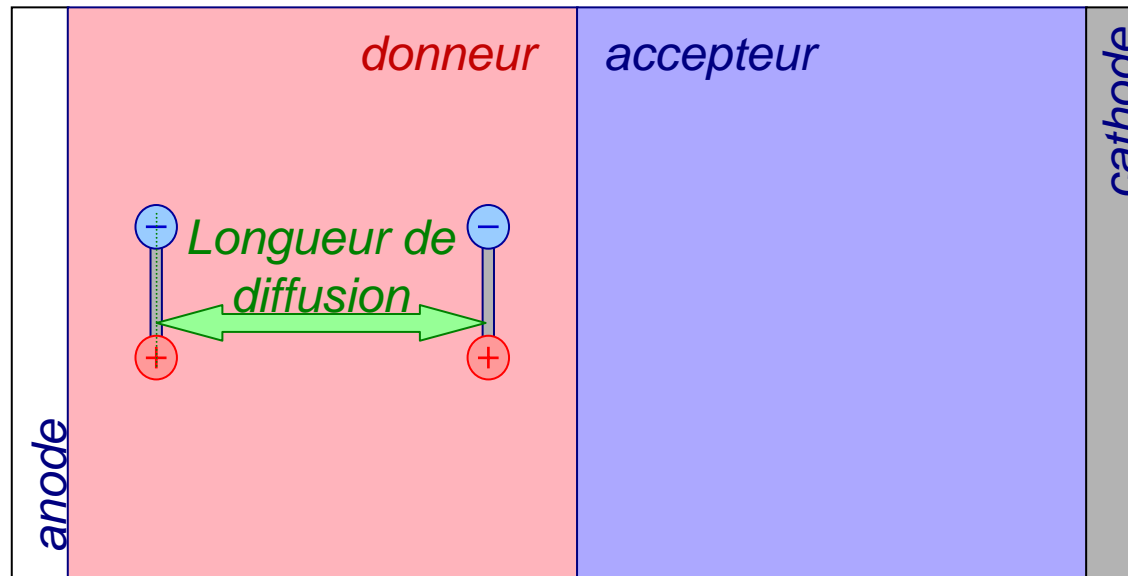 donneur
accepteur
cathode
−
−
Longueur de
diffusion
+
+
anode